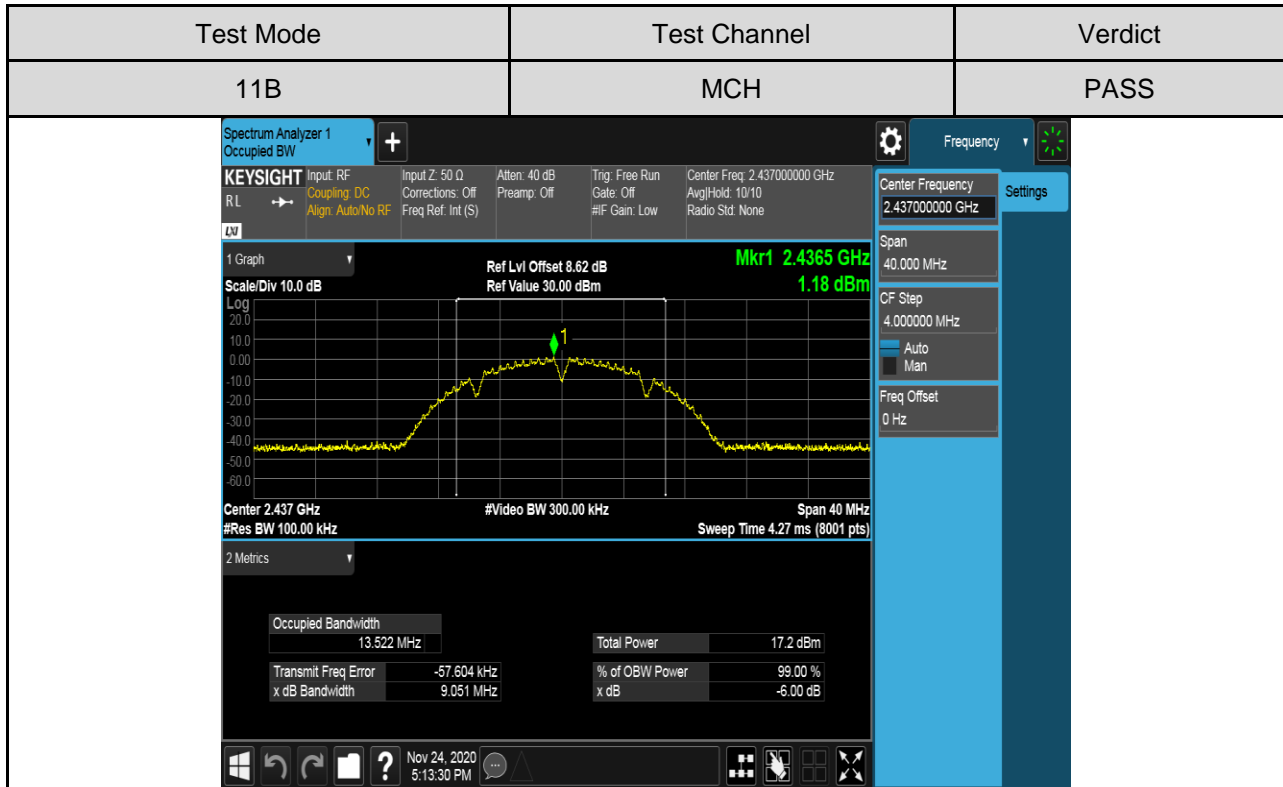 Test Mode Test Channel Verdict
11B MCH PASS
Spectrum Analyzer 1
Occupied BW
+
Frequency
KEYSIGHT Input: RF Input Z: 50 Ω Atten: 40 dB Trig: Free Run Center Freq: 2.437000000 GHz
Coupling: DC Corrections: Off Preamp: Off Gate: Off Avg|Hold: 10/10
RL Align: Auto/No RF Freq Ref: Int (S) #IF Gain: Low Radio Std: None
LXI
Center Frequency
2.437000000 GHz
Settings
Span
40.000 MHz
CF Step
4.000000 MHz
Auto
Man
Freq Offset
0 Hz
1 Graph
Ref Lvl Offset 8.62 dB
Mkr1 2.4365 GHz
Scale/Div 10.0 dB Ref Value 30.00 dBm 1.18 dBm
Log
20.0
10.0
0.00
-10.0
-20.0
-30.0
-40.0
-50.0
-60.0
1
Center 2.437 GHz #Video BW 300.00 kHz Span 40 MHz
#Res BW 100.00 kHz Sweep Time 4.27 ms (8001 pts)
2 Metrics
Occupied Bandwidth
13.522 MHz
Total Power 17.2 dBm
Transmit Freq Error -57.604 kHz % of OBW Power 99.00 %
x dB Bandwidth 9.051 MHz x dB -6.00 dB
?
Nov 24, 2020
5:13:30 PM